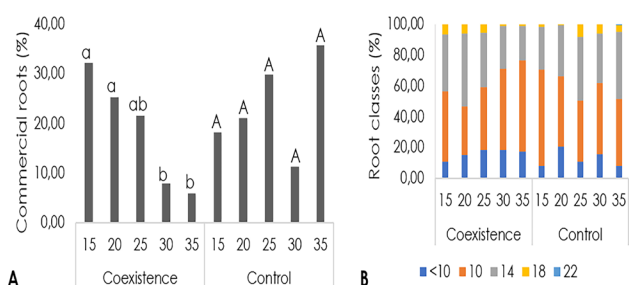 40,00
30,00
20,00
10,00
0,00
Commercial roots (%)
a
a
ab
b
b
A
A
A
A
A
15 20 25 30 35 15 20 25 30 35
Coexistence Control
A
100,00
80,00
60,00
40,00
20,00
0,00
Root classes (%)
15 20 25 30 35 15 20 25 30 35
Coexistence Control
B
<10 10 14 18 22